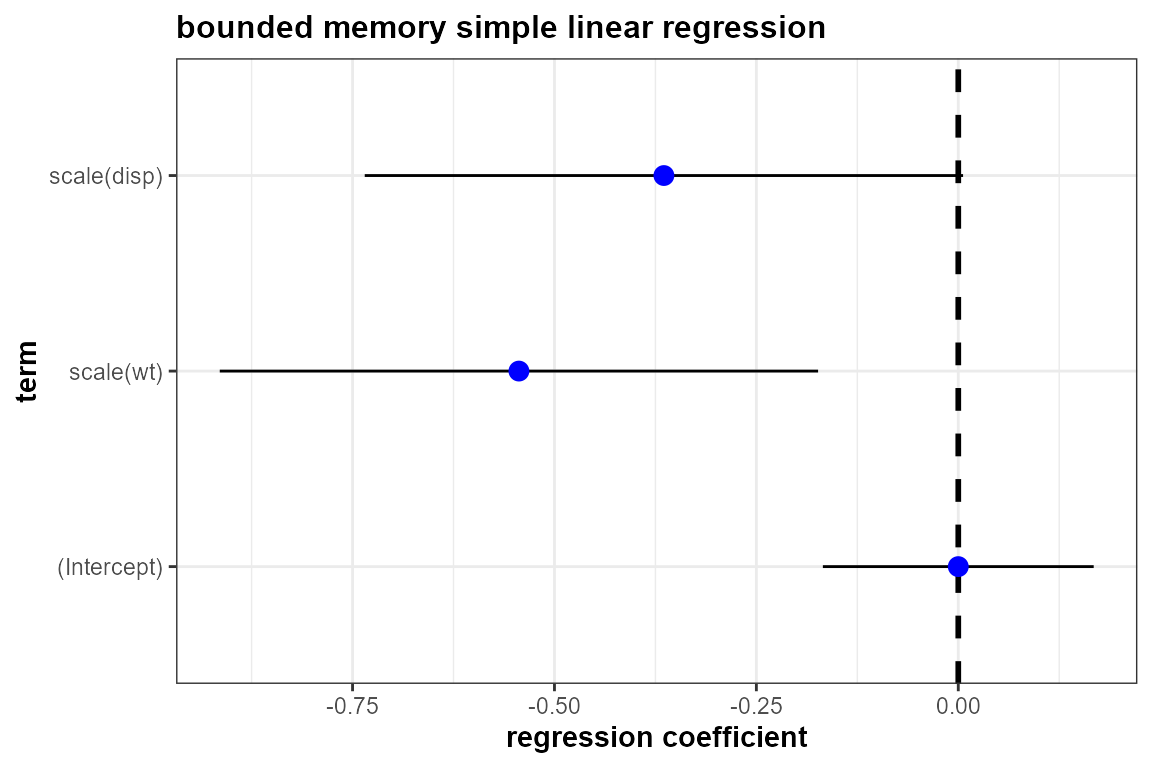 bounded memory simple linear regression
term
scale(disp)
scale(wt)
(Intercept)
-0.75 -0.50 -0.25 0.00
regression coefficient